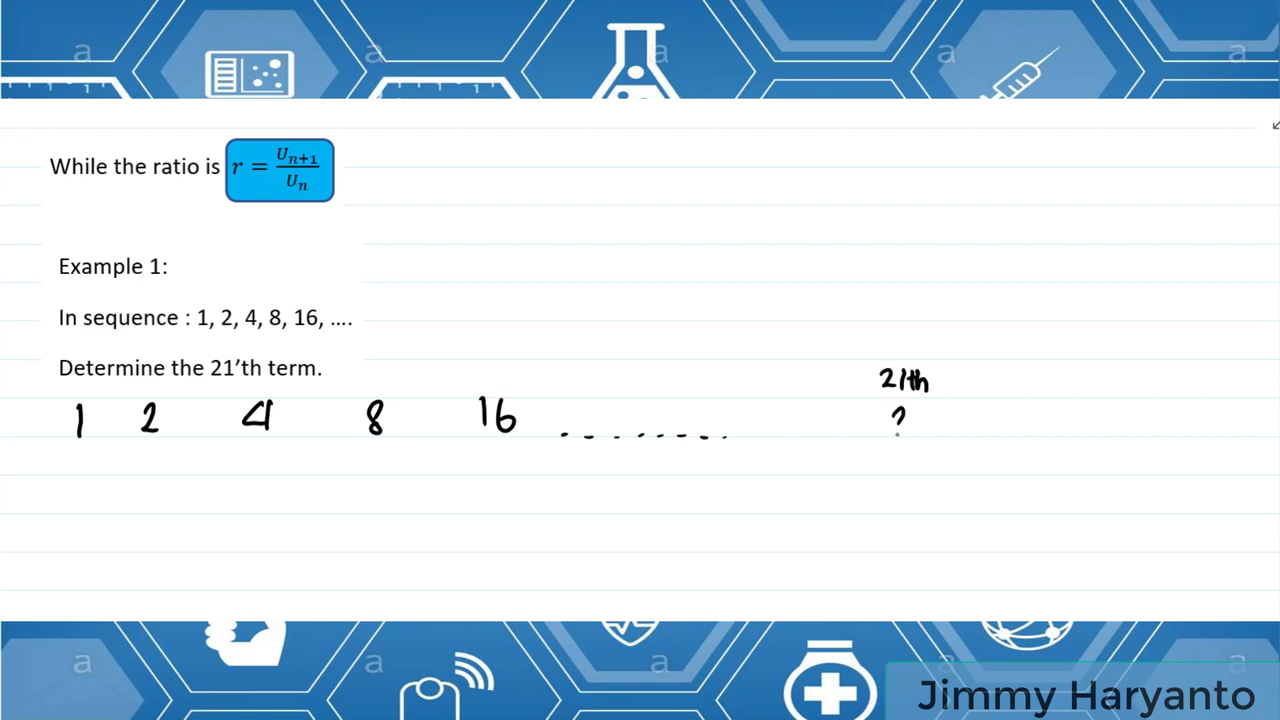 While the ratio is r = U_{n+1} / U_n
Example 1:
In sequence : 1, 2, 4, 8, 16, ....
Determine the 21’th term.
21th
1 2 4 8 16 ......... ?
Jimmy Haryanto